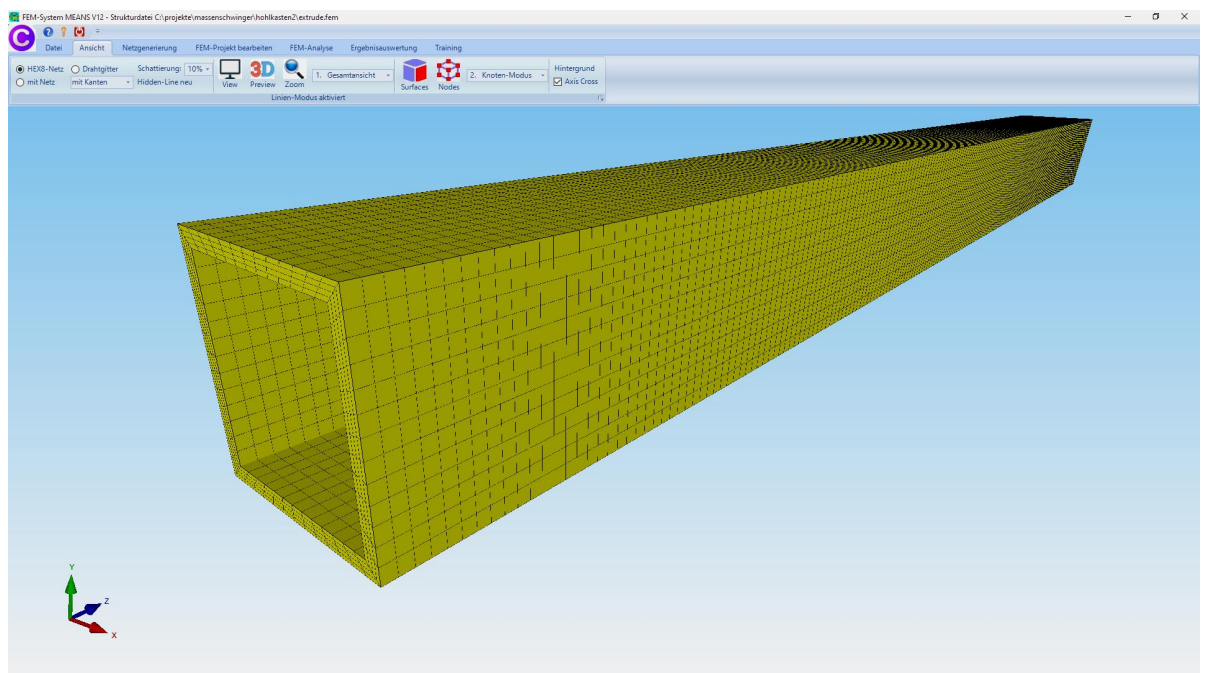 FEM-System MEANS V12 - Strukturdatei C:\projekte\massenschwinger\hohlkasten2\extrude.fem
Datei Ansicht Netzgenerierung FEM-Projekt bearbeiten FEM-Analyse Ergebnisauswertung Training
HEX8-Netz Drahtgitter Schattierung: 10%
mit Netz mit Kanten Hidden-Line neu
View
3D
Preview
Zoom
1. Gesamtansicht
Surfaces
Nodes
2. Knoten-Modus
Hintergrund
Axis Cross
Linien-Modus aktiviert
Y
Z
X